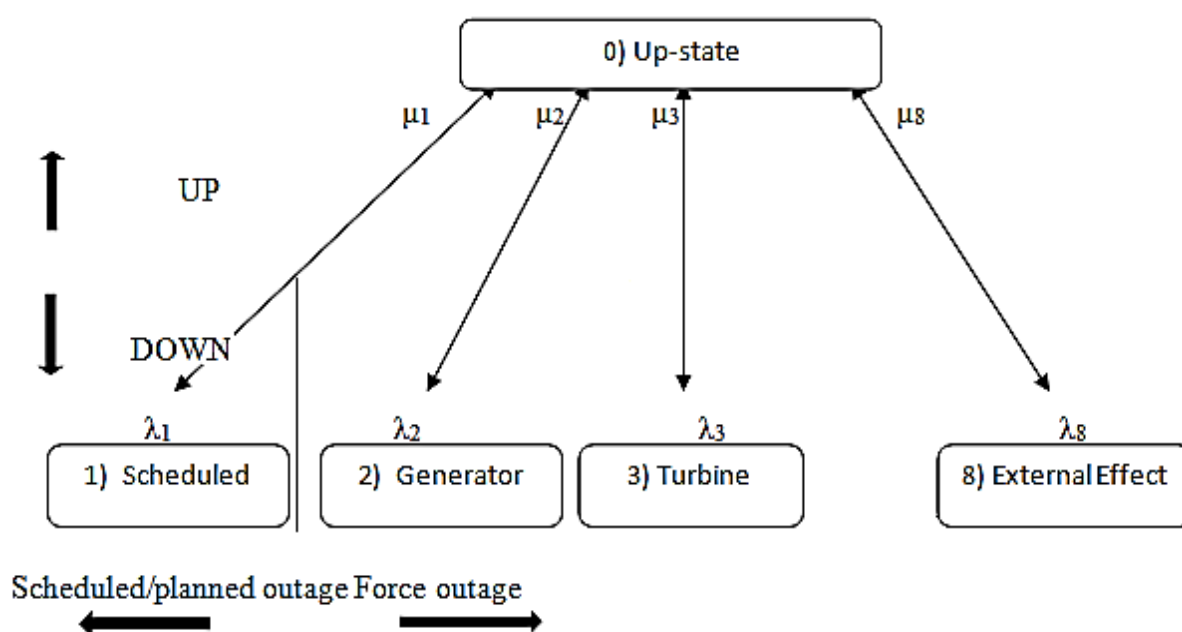 0) Up-state
μ1 μ2 μ3 μ8
UP
DOWN
λ1 λ2 λ3 λ8
1) Scheduled 2) Generator 3) Turbine 8) External Effect
Scheduled/planned outage Force outage